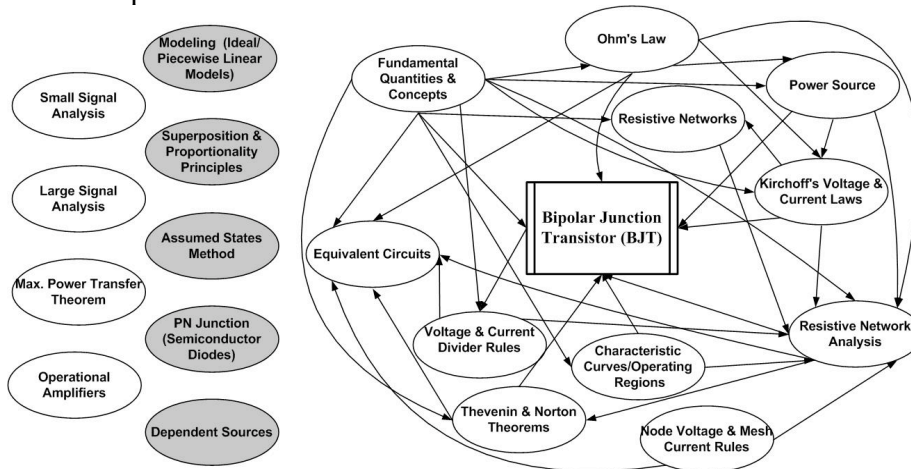 Modeling (Ideal/
Piecewise Linear
Models)
Small Signal
Analysis
Superposition &
Proportionality
Principles
Large Signal
Analysis
Assumed States
Method
Max. Power Transfer
Theorem
PN Junction
(Semiconductor
Diodes)
Operational
Amplifiers
Dependent Sources
Ohm's Law
Fundamental
Quantities &
Concepts
Power Source
Resistive Networks
Kirchoff's Voltage &
Current Laws
Bipolar Junction
Transistor (BJT)
Equivalent Circuits
Voltage & Current
Divider Rules
Characteristic
Curves/Operating
Regions
Resistive Network
Analysis
Thevenin & Norton
Theorems
Node Voltage & Mesh
Current Rules